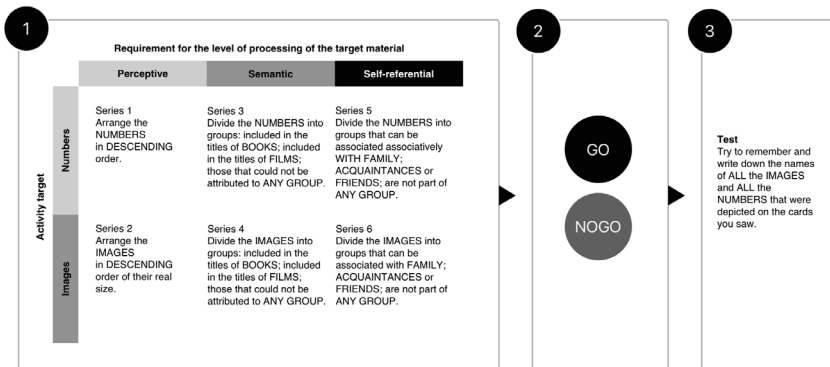 1
Requirement for the level of processing of the target material
Perceptive
Semantic
Self-referential
Activity target
Numbers
Series 1
Arrange the
NUMBERS
in DESCENDING
order.
Series 3
Divide the NUMBERS into
groups: included in the
titles of BOOKS; included
in the titles of FILMS;
those that could not be
attributed to ANY GROUP.
Series 5
Divide the NUMBERS into
groups that can be
associated associatively
WITH FAMILY;
ACQUAINTANCES or
FRIENDS; are not part of
ANY GROUP.
Images
Series 2
Arrange the
IMAGES
in DESCENDING
order of their real
size.
Series 4
Divide the IMAGES into
groups: included in the
titles of BOOKS; included
in the titles of FILMS;
those that could not be
attributed to ANY GROUP.
Series 6
Divide the IMAGES into
groups that can be
associated with FAMILY;
ACQUAINTANCES or
FRIENDS; are not part of
ANY GROUP.
2
GO
NOGO
3
Test
Try to remember and
write down the names
of ALL the IMAGES
and ALL the
NUMBERS that were
depicted on the cards
you saw.